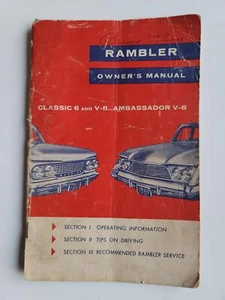 RAMBLER
OWNER'S MANUAL
CLASSIC 6 AND V-8...AMBASSADOR V-8
SECTION I OPERATING INFORMATION
SECTION II TIPS ON DRIVING
SECTION III RECOMMENDED RAMBLER SERVICE